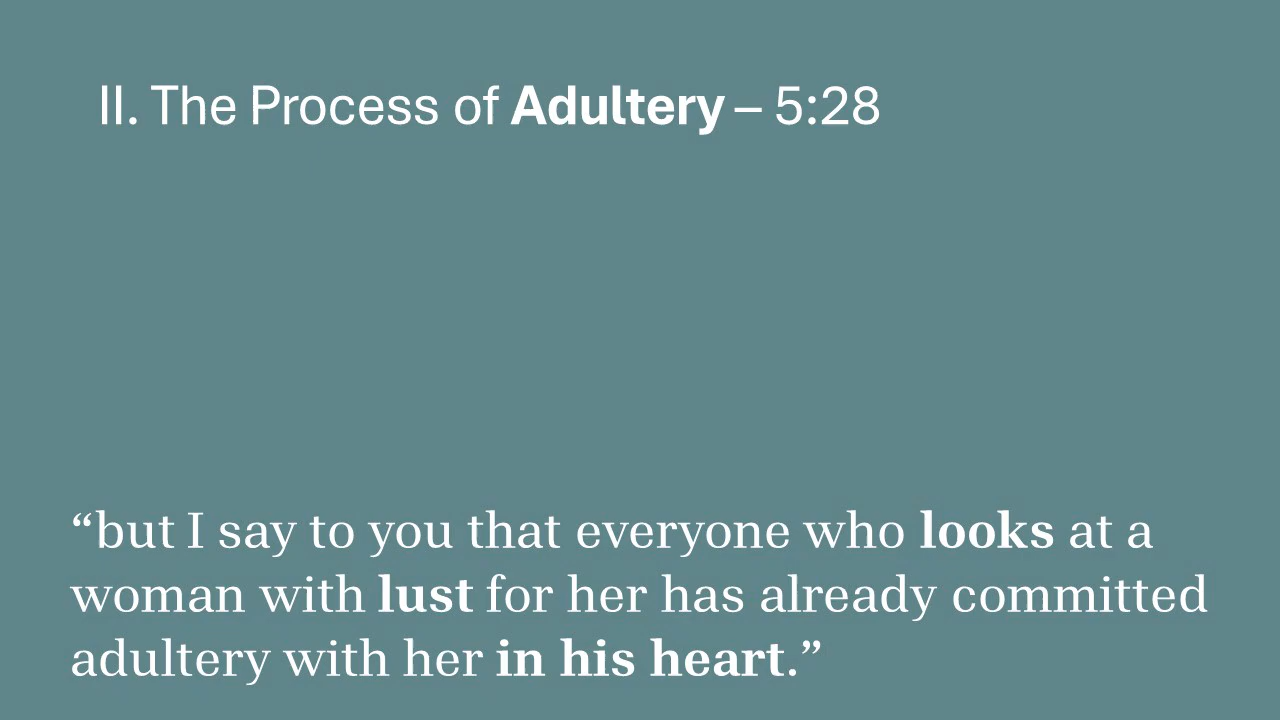 II. The Process of Adultery – 5:28
“but I say to you that everyone who looks at a
woman with lust for her has already committed
adultery with her in his heart.”